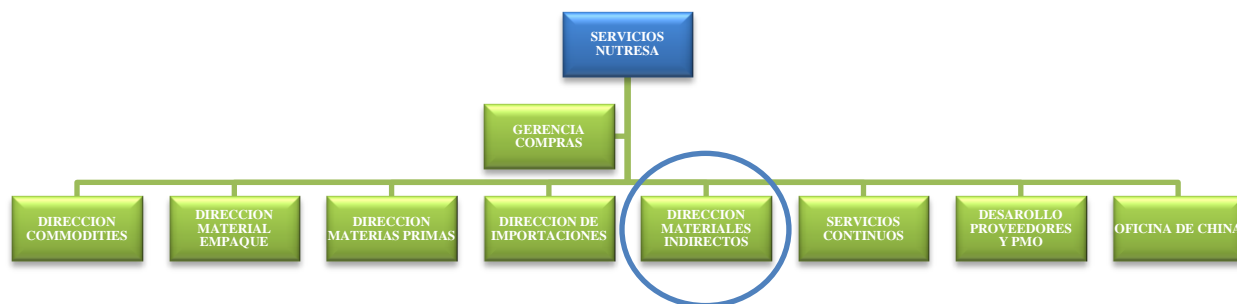 SERVICIOS
NUTRESA
GERENCIA
COMPRAS
DIRECCION
COMMODITIES
DIRECCION
MATERIAL
EMPAQUE
DIRECCION
MATERIAS PRIMAS
DIRECCION DE
IMPORTACIONES
DIRECCION
MATERIALES
INDIRECTOS
SERVICIOS
CONTINUOS
DESAROLLO
PROVEEDORES
Y PMO
OFICINA DE CHINA